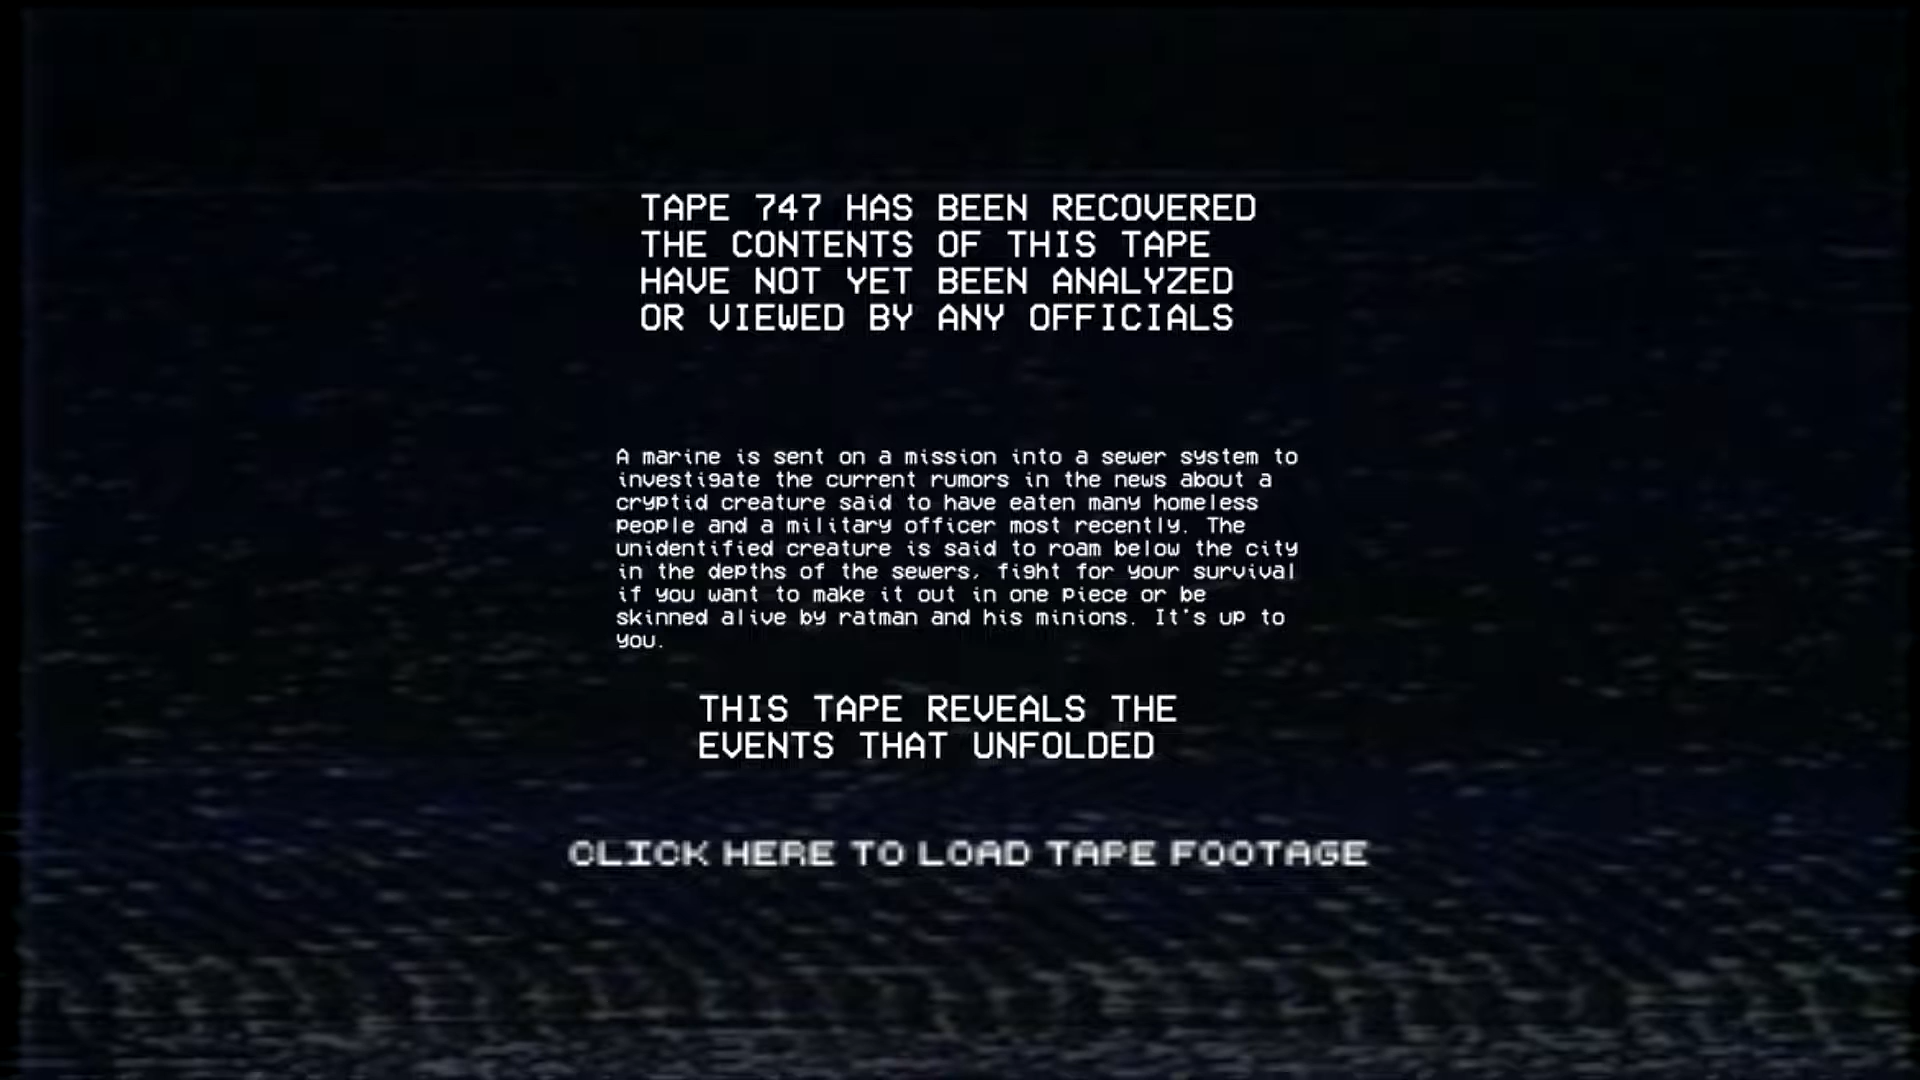 TAPE 747 HAS BEEN RECOVERED
THE CONTENTS OF THIS TAPE
HAVE NOT YET BEEN ANALYZED
OR VIEWED BY ANY OFFICIALS
A marine is sent on a mission into a sewer system to
investigate the current rumors in the news about a
cryptid creature said to have eaten many homeless
people and a military officer most recently. The
unidentified creature is said to roam below the city
in the depths of the sewers, fight for your survival
if you want to make it out in one piece or be
skinned alive by ratman and his minions. It's up to
you.
THIS TAPE REVEALS THE
EVENTS THAT UNFOLDED
CLICK HERE TO LOAD TAPE FOOTAGE